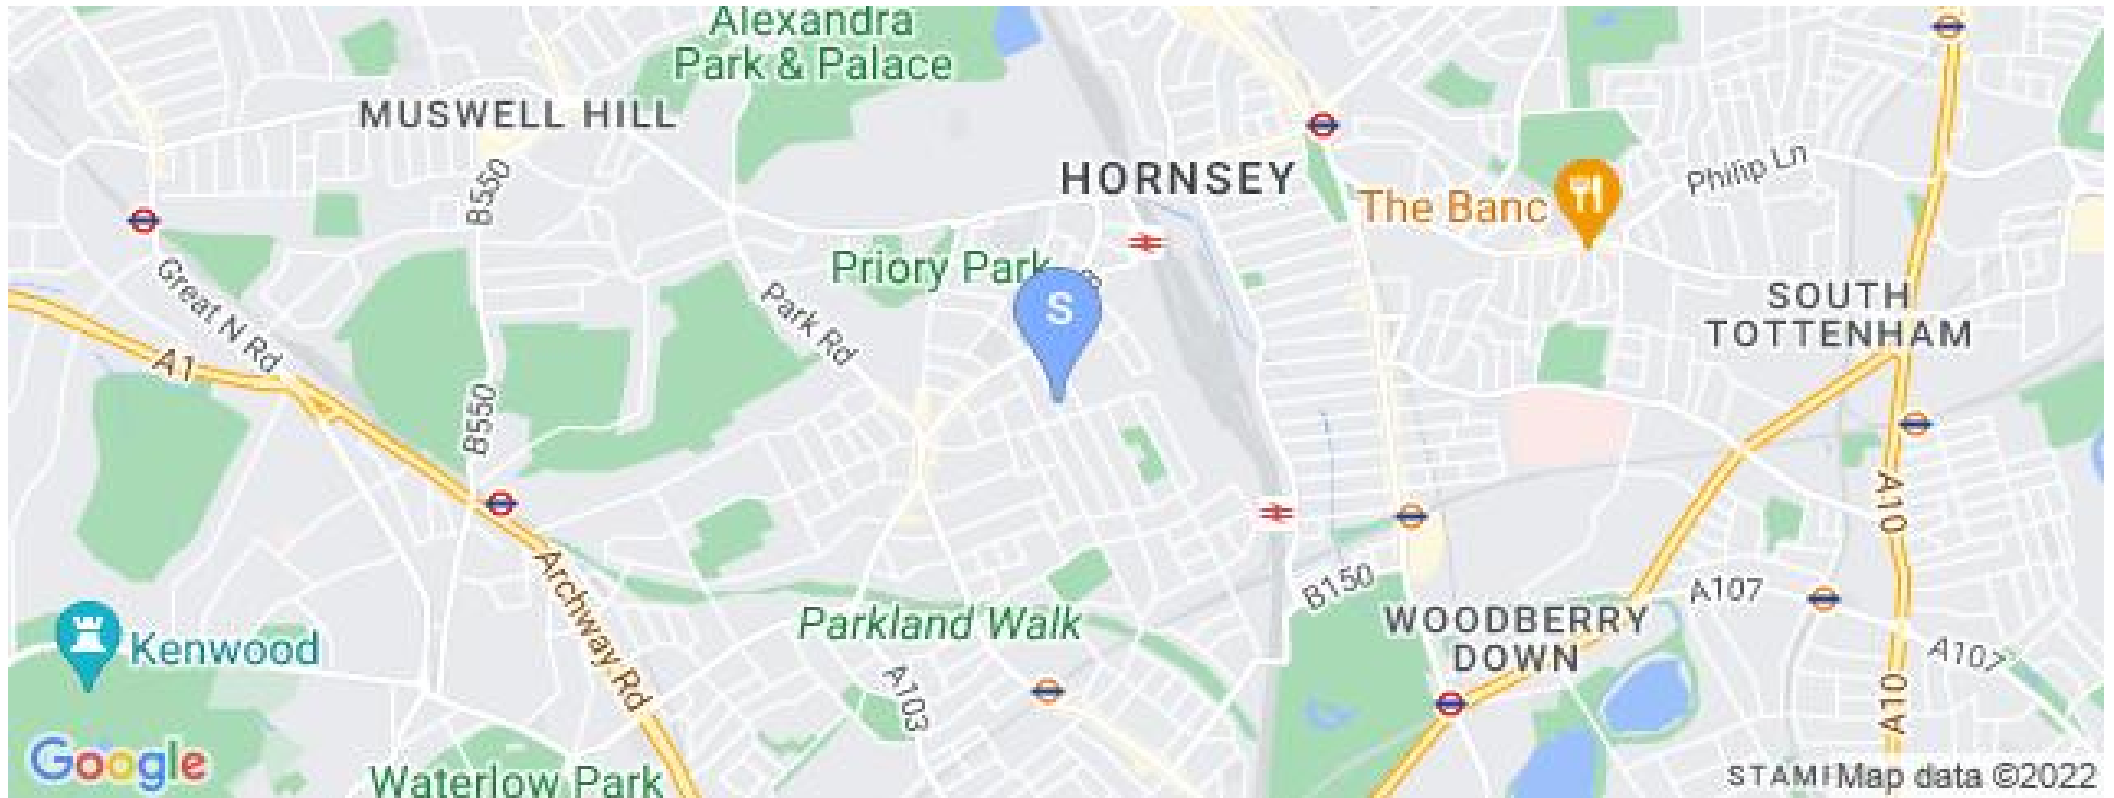 Alexandra
Park & Palace
MUSWELL HILL
B550
HORNSEY
The Banc
Philip Ln
Great N Rd
Priory Park
S
Park Rd
SOUTH
TOTTENHAM
A1
B550
A10
Archway Rd
B150
A107
WOODBERRY
DOWN
Parkland Walk
Kenwood
A103
A107
A10
Google
Waterlow Park
Map data ©2022